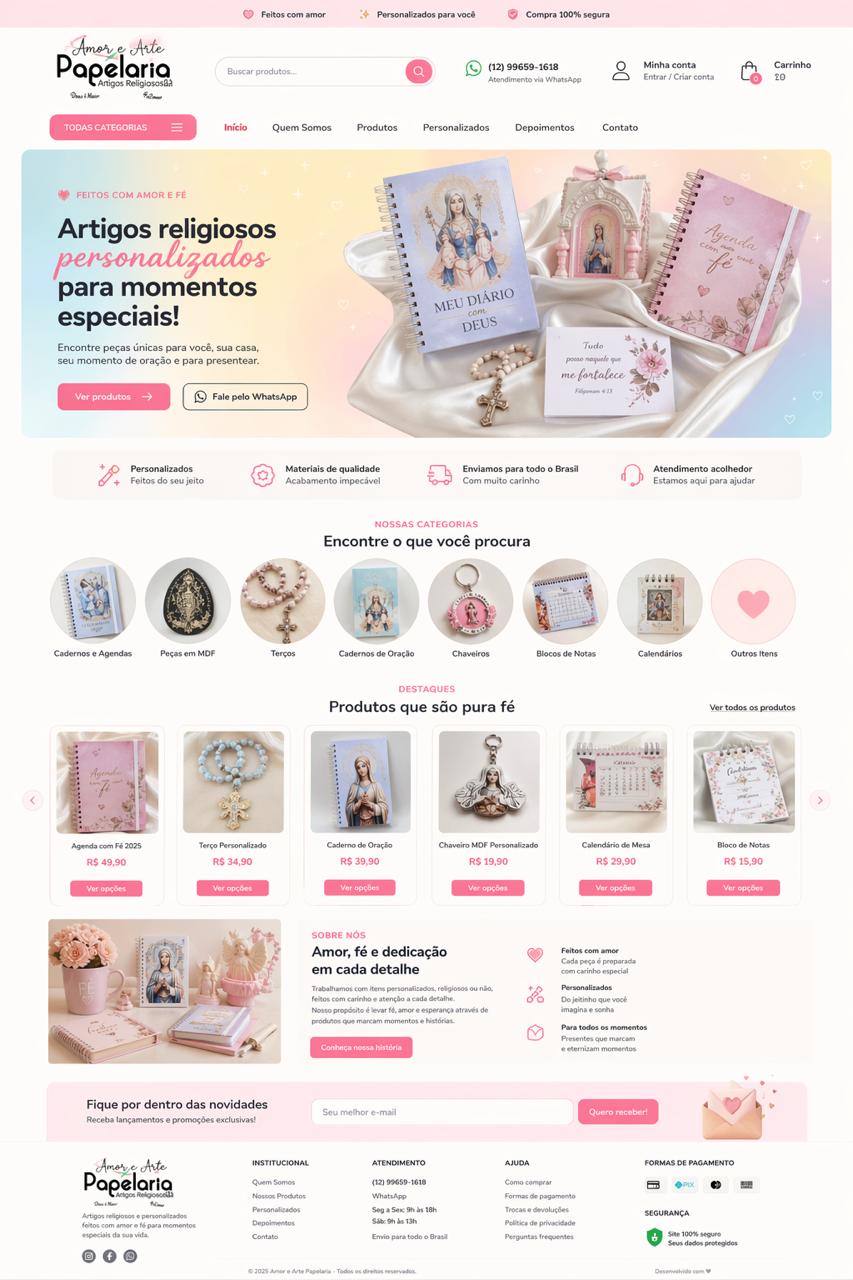 Feitos com amor
Personalizados para você
Compra 100% segura
Amor e Arte
Papelaria
Artigos Religiosos
Buscar produtos...
(12) 99659-1618
Atendimento via WhatsApp
Minha conta
Entrar / Criar conta
0
Carrinho
TODAS CATEGORIAS
Início
Quem Somos
Produtos
Personalizados
Depoimentos
Contato
FEITOS COM AMOR E FÉ
Artigos religiosos
personalizados
para momentos
especiais!
Encontre peças únicas para você, sua casa,
seu momento de oração e para presentear.
Ver produtos
Fale pelo WhatsApp
MEU DIÁRIO
com
DEUS
Agenda
fé
Tudo
posso naquele que
me fortalece
Filipenses 4:13
Personalizados
Feitos do seu jeito
Materiais de qualidade
Acabamento impecável
Enviamos para todo o Brasil
Com muito carinho
Atendimento acolhedor
Estamos aqui para ajudar
NOSSAS CATEGORIAS
Encontre o que você procura
Cadernos e Agendas
Peças em MDF
Terços
Cadernos de Oração
Chaveiros
Blocos de Notas
Calendários
Outros Itens
DESTAQUES
Produtos que são pura fé
Ver todos os produtos
Agenda
fé
Agenda com Fé 2025
R$ 49,90
Ver opções
Terço Personalizado
R$ 34,90
Ver opções
Caderno de Oração
R$ 39,90
Ver opções
Chaveiro MDF Personalizado
R$ 19,90
Ver opções
Calendário de Mesa
R$ 29,90
Ver opções
Bloco de Notas
R$ 15,90
Ver opções
SOBRE NÓS
Amor, fé e dedicação
em cada detalhe
Trabalhamos com itens personalizados, religiosos ou não,
feitos com carinho e atenção a cada detalhe.
Nosso propósito é levar fé, amor e esperança através de
produtos que marcam momentos e histórias.
Conheça nossa história
Feitos com amor
Cada peça é preparada
com carinho especial
Personalizados
Do jeitinho que você
imagina e sonha
Para todos os momentos
Presentes que marcam
e eternizam momentos
Fique por dentro das novidades
Receba lançamentos e promoções exclusivas!
Seu melhor e-mail
Quero receber!
Amor e Arte
Papelaria
Artigos Religiosos
Artigos religiosos e personalizados
feitos com amor e fé para momentos
especiais da sua vida.
INSTITUCIONAL
Quem Somos
Nossos Produtos
Personalizados
Depoimentos
Contato
ATENDIMENTO
(12) 99659-1618
WhatsApp
Seg a Sex: 9h às 18h
Sáb: 9h às 13h
Envio para todo o Brasil
AJUDA
Como comprar
Formas de pagamento
Trocas e devoluções
Política de privacidade
Perguntas frequentes
FORMAS DE PAGAMENTO
PIX
SEGURANÇA
Site 100% seguro
Seus dados protegidos
© 2025 Amor e Arte Papelaria - Todos os direitos reservados.
Desenvolvido com